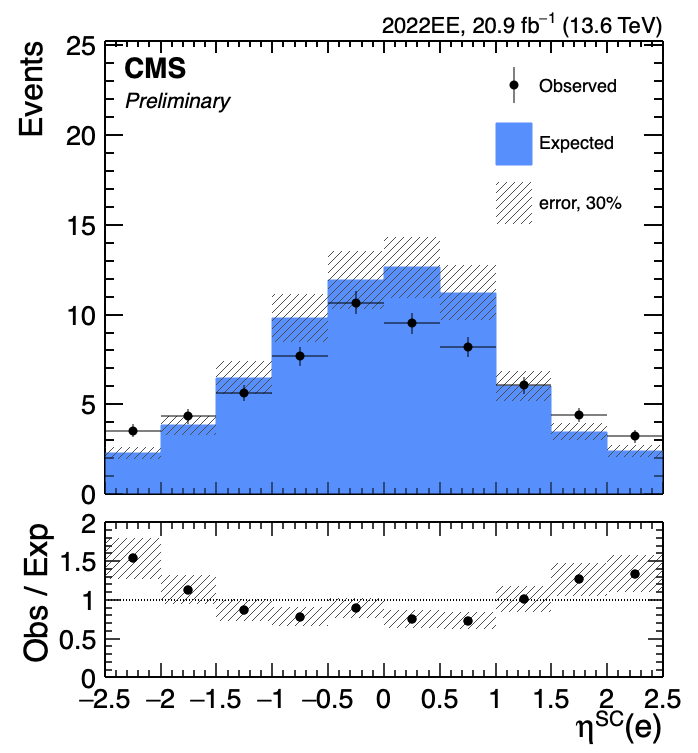 2022EE, 20.9 fb⁻¹ (13.6 TeV)
Events
25
20
15
10
5
0
CMS
Preliminary
Observed
Expected
error, 30%
Obs / Exp
2
1.5
1
0.5
0
−2.5 −2 −1.5 −1 −0.5 0 0.5 1 1.5 2 2.5
η^SC(e)